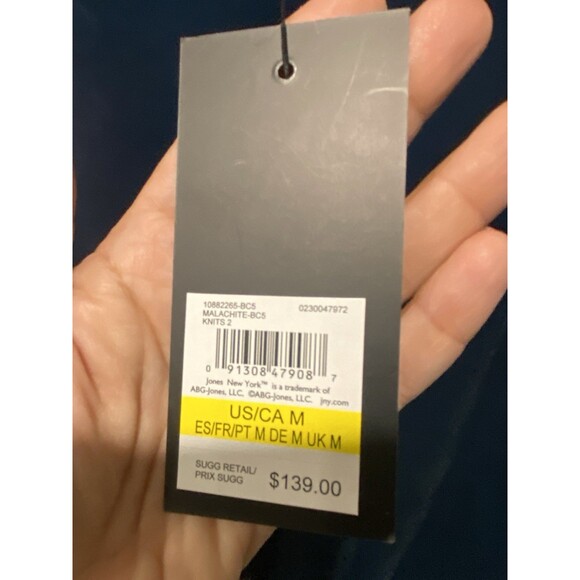 10882265-BC5 0230047972
MALACHITE-BC5
KNITS 2
0 91308 47908 7
Jones New York™ is a trademark of
ABG-Jones, LLC. ©ABG-Jones, LLC. jny.com
US/CA M
ES/FR/PT M DE M UK M
SUGG RETAIL/
PRIX SUGG $139.00